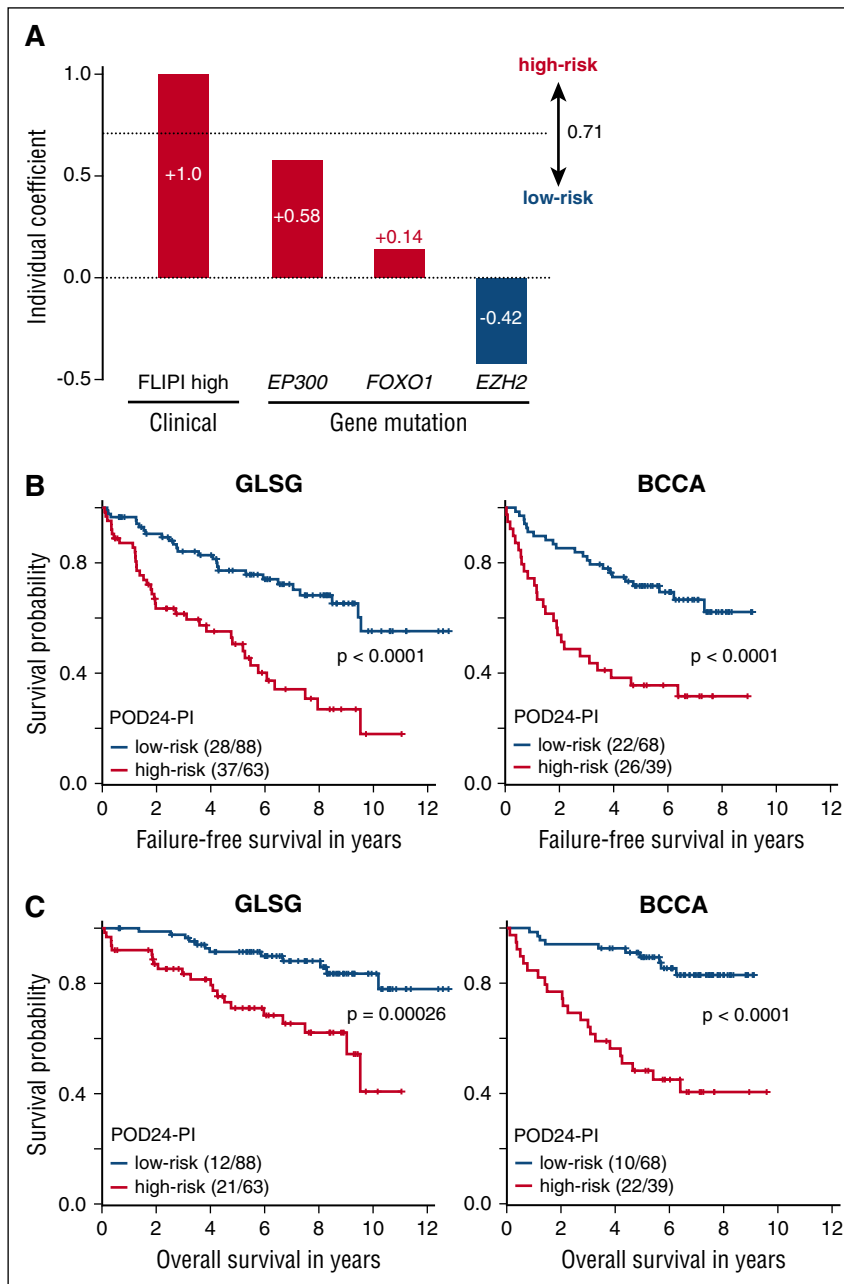 A
high-risk
1.0
0.71
Individual coefficient
+1.0
0.5
+0.58
low-risk
+0.14
0.0
-0.42
-0.5
FLIPI high EP300 FOXO1 EZH2
Clinical Gene mutation
B
GLSG
Survival probability
0.8
0.4
0.0
p < 0.0001
POD24-PI
low-risk (28/88)
high-risk (37/63)
0 2 4 6 8 10 12
Failure-free survival in years
BCCA
0.8
0.4
0.0
p < 0.0001
POD24-PI
low-risk (22/68)
high-risk (26/39)
0 2 4 6 8 10 12
Failure-free survival in years
C
GLSG
Survival probability
0.8
0.4
0.0
p = 0.00026
POD24-PI
low-risk (12/88)
high-risk (21/63)
0 2 4 6 8 10 12
Overall survival in years
BCCA
0.8
0.4
0.0
p < 0.0001
POD24-PI
low-risk (10/68)
high-risk (22/39)
0 2 4 6 8 10 12
Overall survival in years